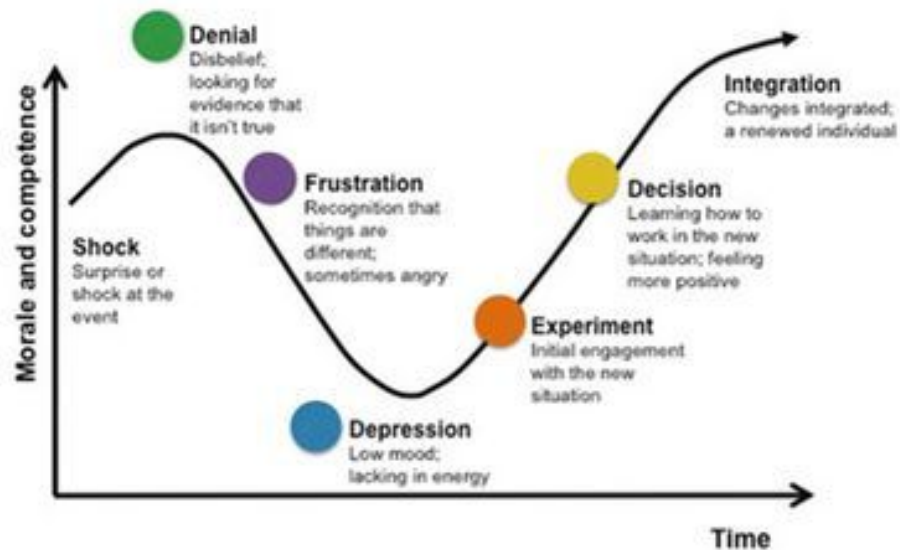 Denial
Disbelief;
looking for
evidence that
it isn't true
Morale and competence
Shock
Surprise or
shock at the
event
Frustration
Recognition that
things are
different;
sometimes angry
Depression
Low mood;
lacking in energy
Experiment
Initial engagement
with the new
situation
Decision
Learning how to
work in the new
situation; feeling
more positive
Integration
Changes integrated;
a renewed individual
Time